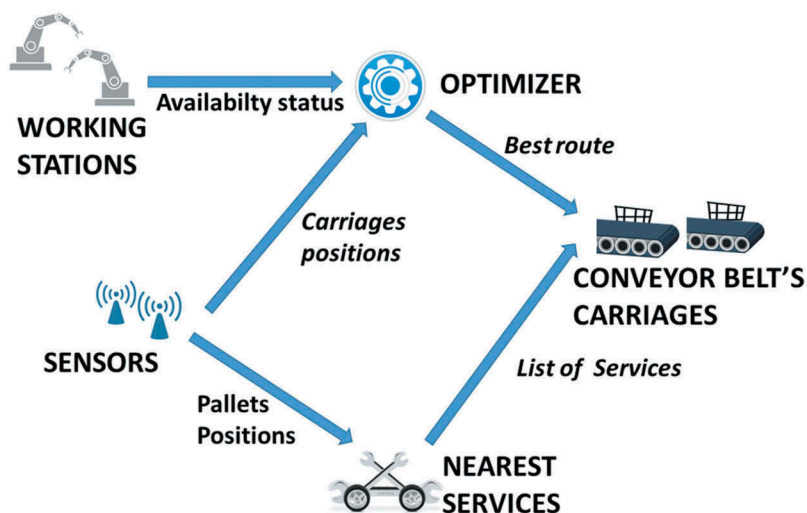 OPTIMIZER
Availabilty status
WORKING
STATIONS
Best route
Carriages
positions
CONVEYOR BELT'S
CARRIAGES
SENSORS
List of Services
Pallets
Positions
NEAREST
SERVICES